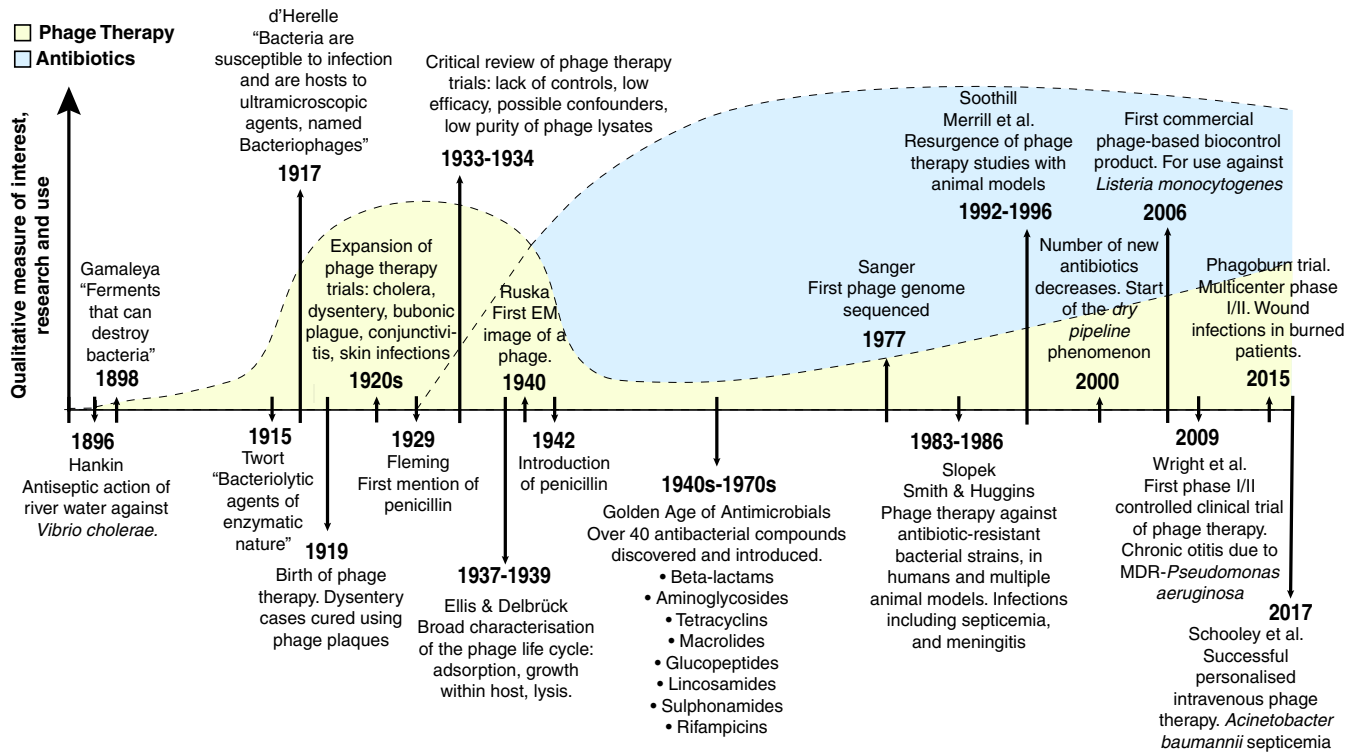 Phage Therapy
Antibiotics
Qualitative measure of interest,
research and use
1896
Hankin
Antiseptic action of
river water against
Vibrio cholerae.
Gamaleya
“Ferments
that can
destroy
bacteria”
1898
1915
Twort
“Bacteriolytic
agents of
enzymatic
nature”
d’Herelle
“Bacteria are
susceptible to infection
and are hosts to
ultramicroscopic
agents, named
Bacteriophages”
1917
1919
Birth of phage
therapy. Dysentery
cases cured using
phage plaques
Expansion of
phage therapy
trials: cholera,
dysentery, bubonic
plague, conjunctivi-
tis, skin infections
1920s
1929
Fleming
First mention of
penicillin
Critical review of phage therapy
trials: lack of controls, low
efficacy, possible confounders,
low purity of phage lysates
1933-1934
1937-1939
Ellis & Delbrück
Broad characterisation
of the phage life cycle:
adsorption, growth
within host, lysis.
Ruska
First EM
image of a
phage.
1940
1942
Introduction
of penicillin
1940s-1970s
Golden Age of Antimicrobials
Over 40 antibacterial compounds
discovered and introduced.
• Beta-lactams
• Aminoglycosides
• Tetracyclins
• Macrolides
• Glucopeptides
• Lincosamides
• Sulphonamides
• Rifampicins
Sanger
First phage genome
sequenced
1977
1983-1986
Slopek
Smith & Huggins
Phage therapy against
antibiotic-resistant
bacterial strains, in
humans and multiple
animal models. Infections
including septicemia,
and meningitis
Soothill
Merrill et al.
Resurgence of phage
therapy studies with
animal models
1992-1996
Number of new
antibiotics
decreases. Start
of the dry
pipeline
phenomenon
2000
First commercial
phage-based biocontrol
product. For use against
Listeria monocytogenes
2006
2009
Wright et al.
First phase I/II
controlled clinical trial
of phage therapy.
Chronic otitis due to
MDR-Pseudomonas
aeruginosa
Phagoburn trial.
Multicenter phase
I/II. Wound
infections in burned
patients.
2015
2017
Schooley et al.
Successful
personalised
intravenous phage
therapy. Acinetobacter
baumannii septicemia